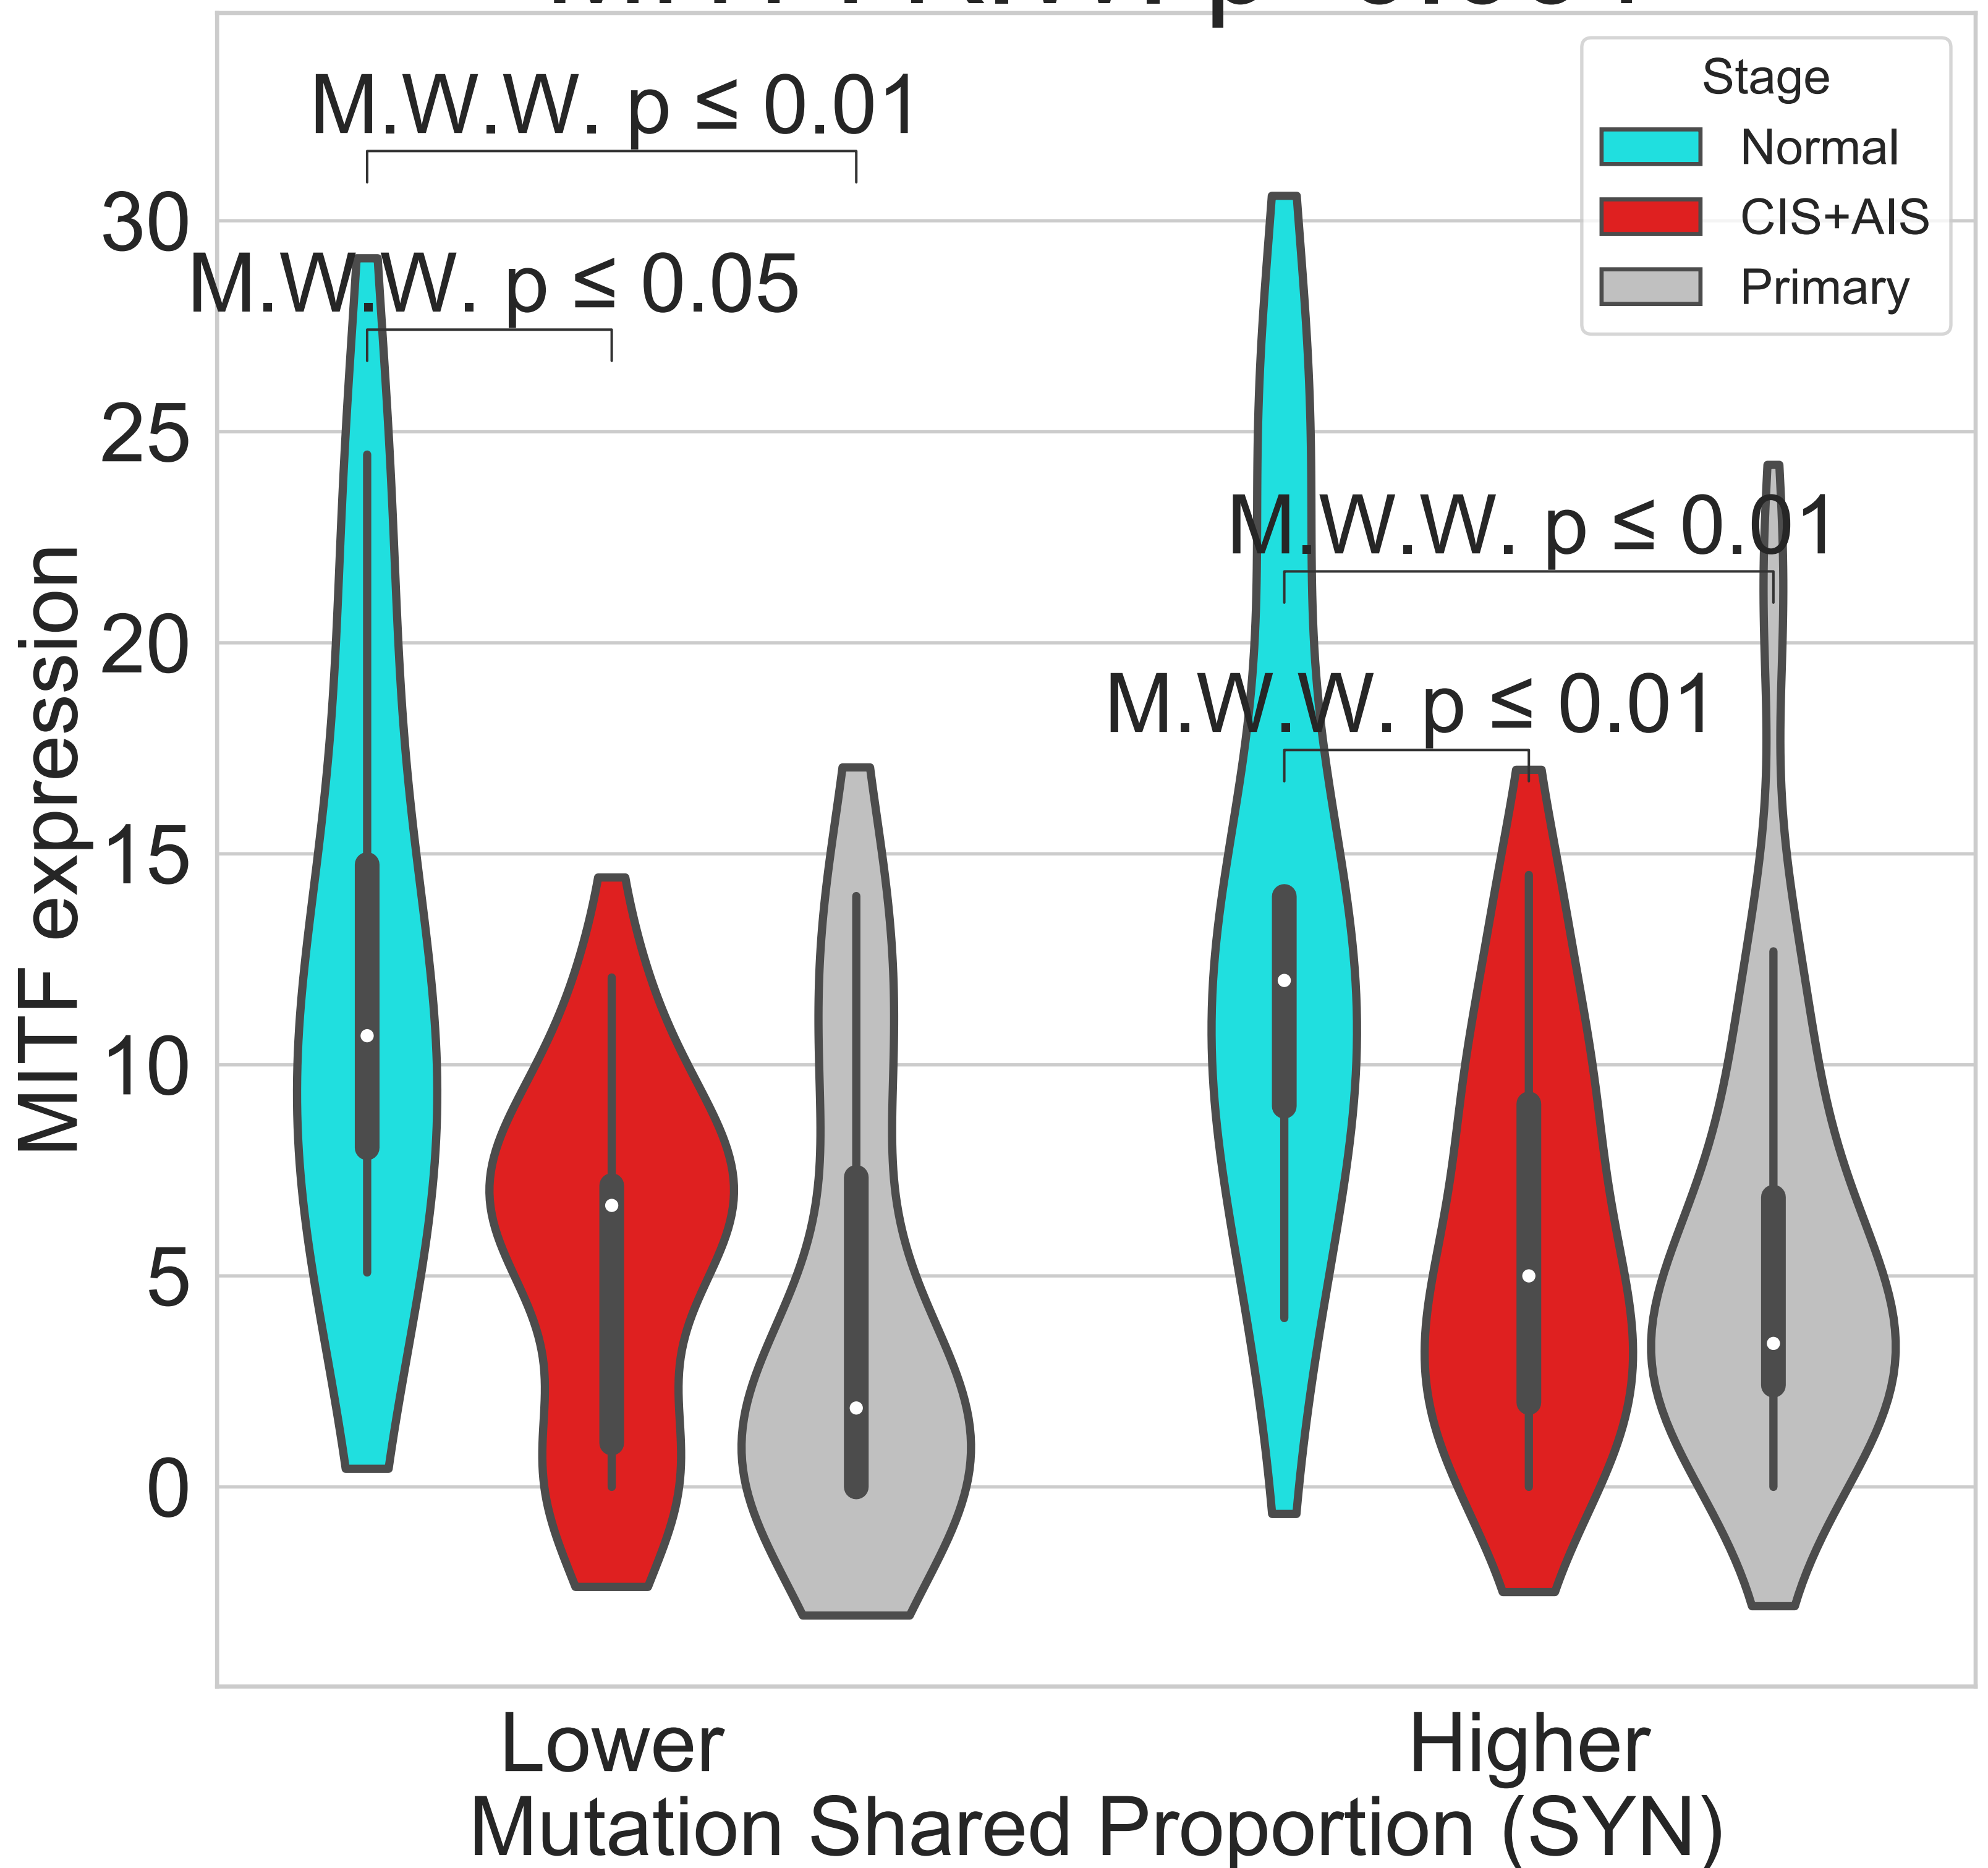 M.W.W. p ≤ 0.01
M.W.W. p ≤ 0.05
M.W.W. p ≤ 0.01
M.W.W. p ≤ 0.01
Stage
Normal
CIS+AIS
Primary
30
25
20
15
10
5
0
MITF expression
Lower
Higher
Mutation Shared Proportion (SYN)